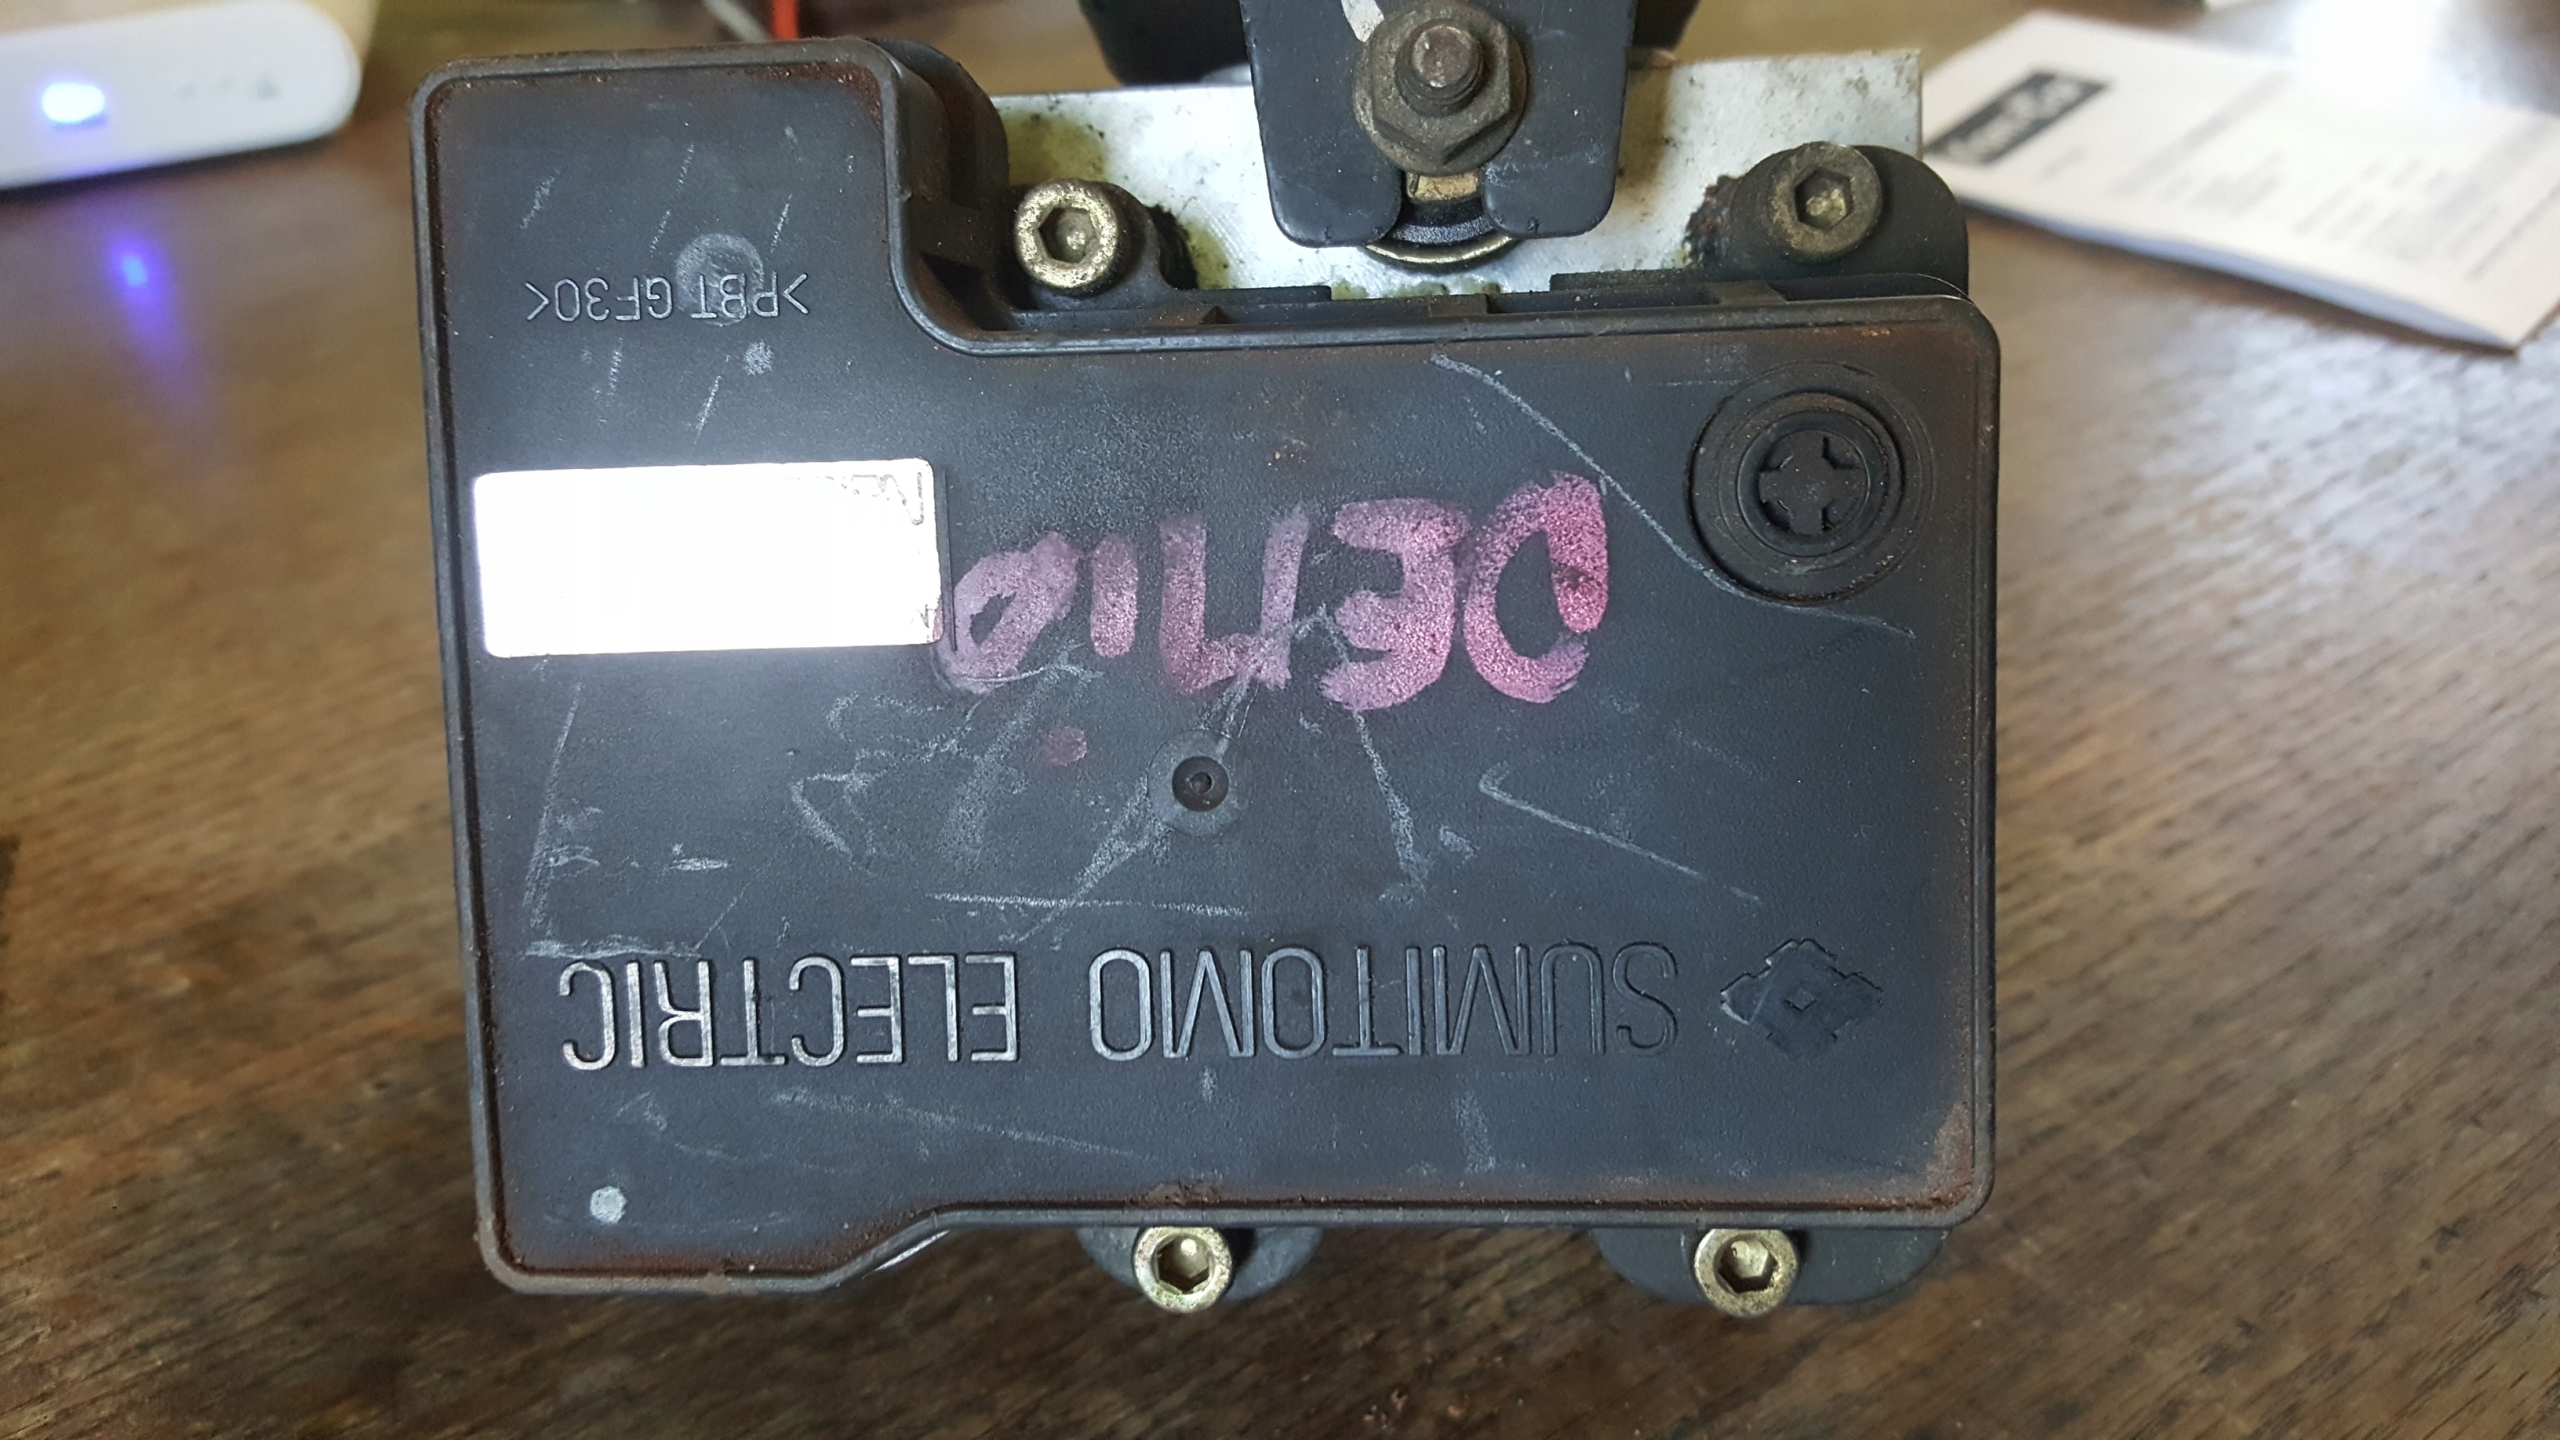 SUMITOMO ELECTRIC
DEMio
>PBT GF30<